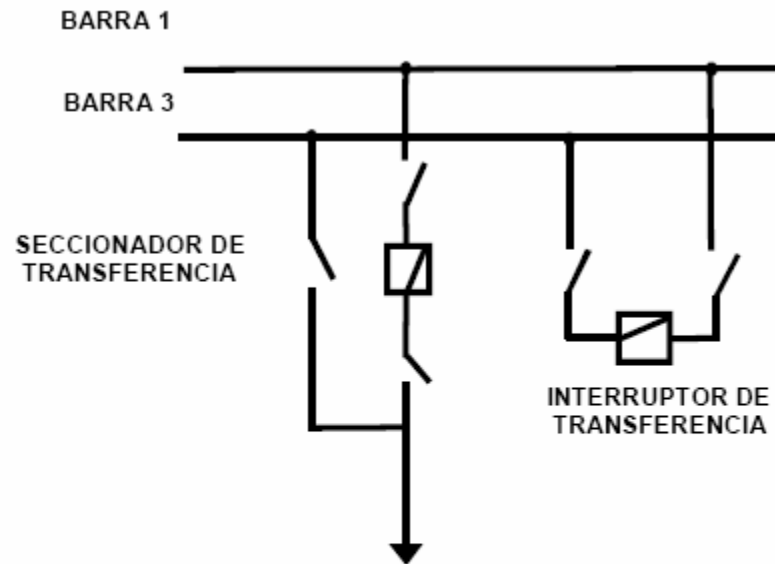 BARRA 1
BARRA 3
SECCIONADOR DE
TRANSFERENCIA
INTERRUPTOR DE
TRANSFERENCIA